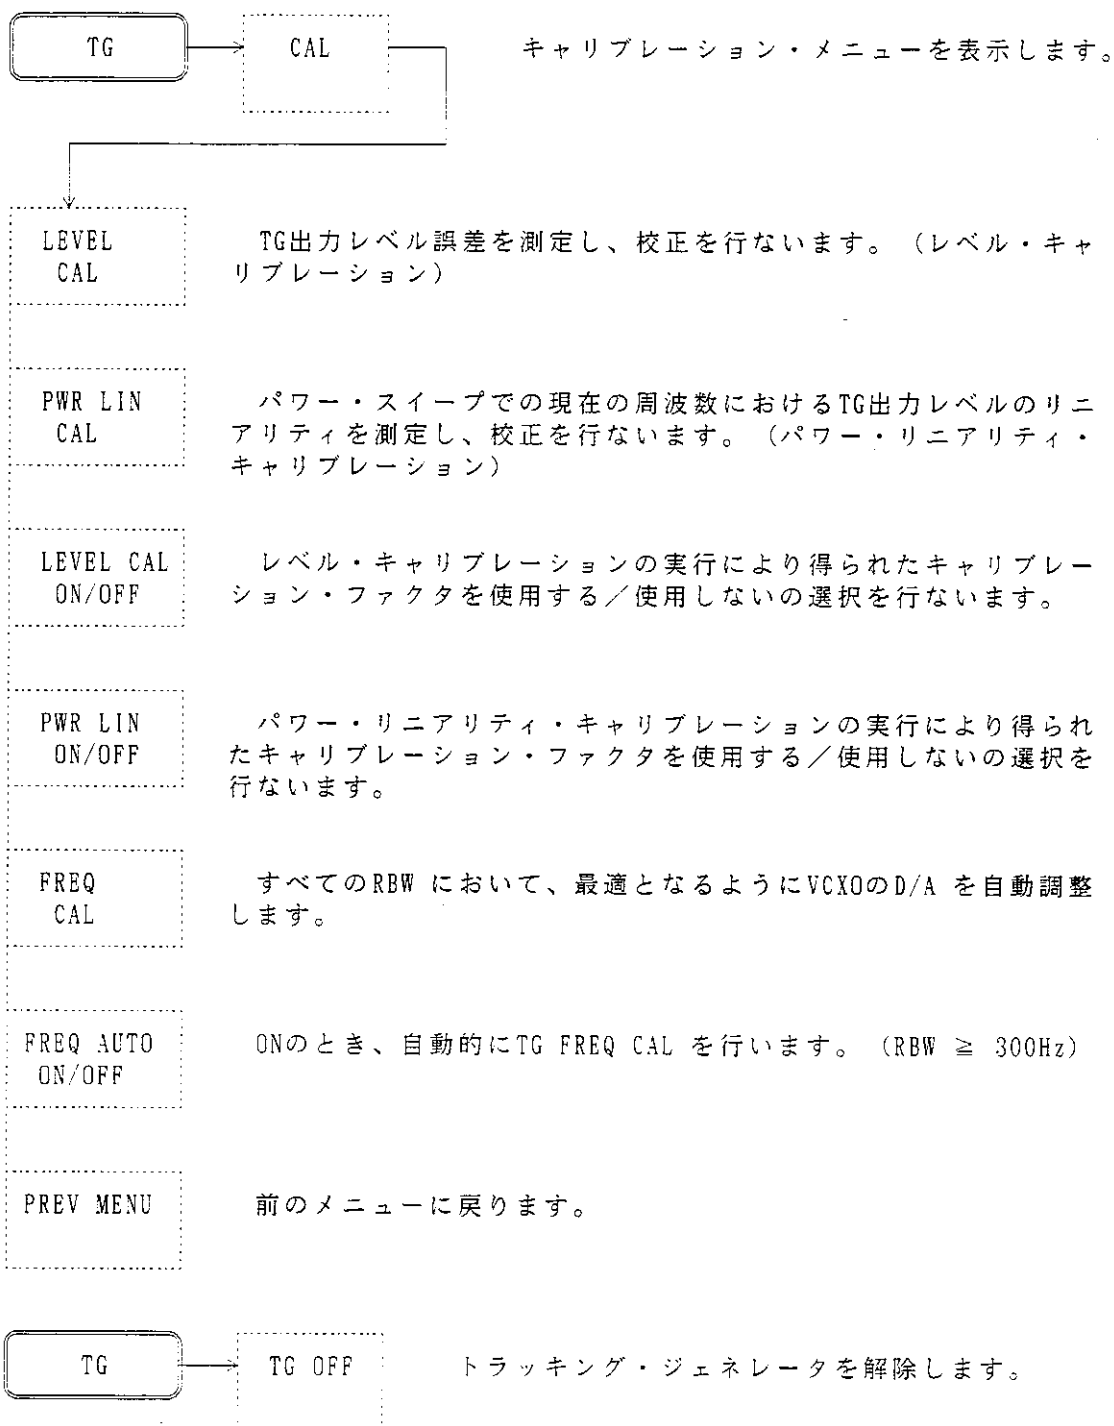 TG CAL キャリブレーション・メニューを表示します。
LEVEL
CAL
TG出力レベル誤差を測定し、校正を行ないます。(レベル・キャ
リブレーション)
PWR LIN
CAL
パワー・スイープでの現在の周波数におけるTG出力レベルのリニ
アリティを測定し、校正を行ないます。(パワー・リニアリティ・
キャリブレーション)
LEVEL CAL
ON/OFF
レベル・キャリブレーションの実行により得られたキャリブレー
ション・ファクタを使用する/使用しないの選択を行ないます。
PWR LIN
ON/OFF
パワー・リニアリティ・キャリブレーションの実行により得られ
たキャリブレーション・ファクタを使用する/使用しないの選択を
行ないます。
FREQ
CAL
すべてのRBW において、最適となるようにVCXOのD/A を自動調整
します。
FREQ AUTO
ON/OFF
ONのとき、自動的にTG FREQ CAL を行います。(RBW ≧ 300Hz)
PREV MENU
前のメニューに戻ります。
TG TG OFF トラッキング・ジェネレータを解除します。